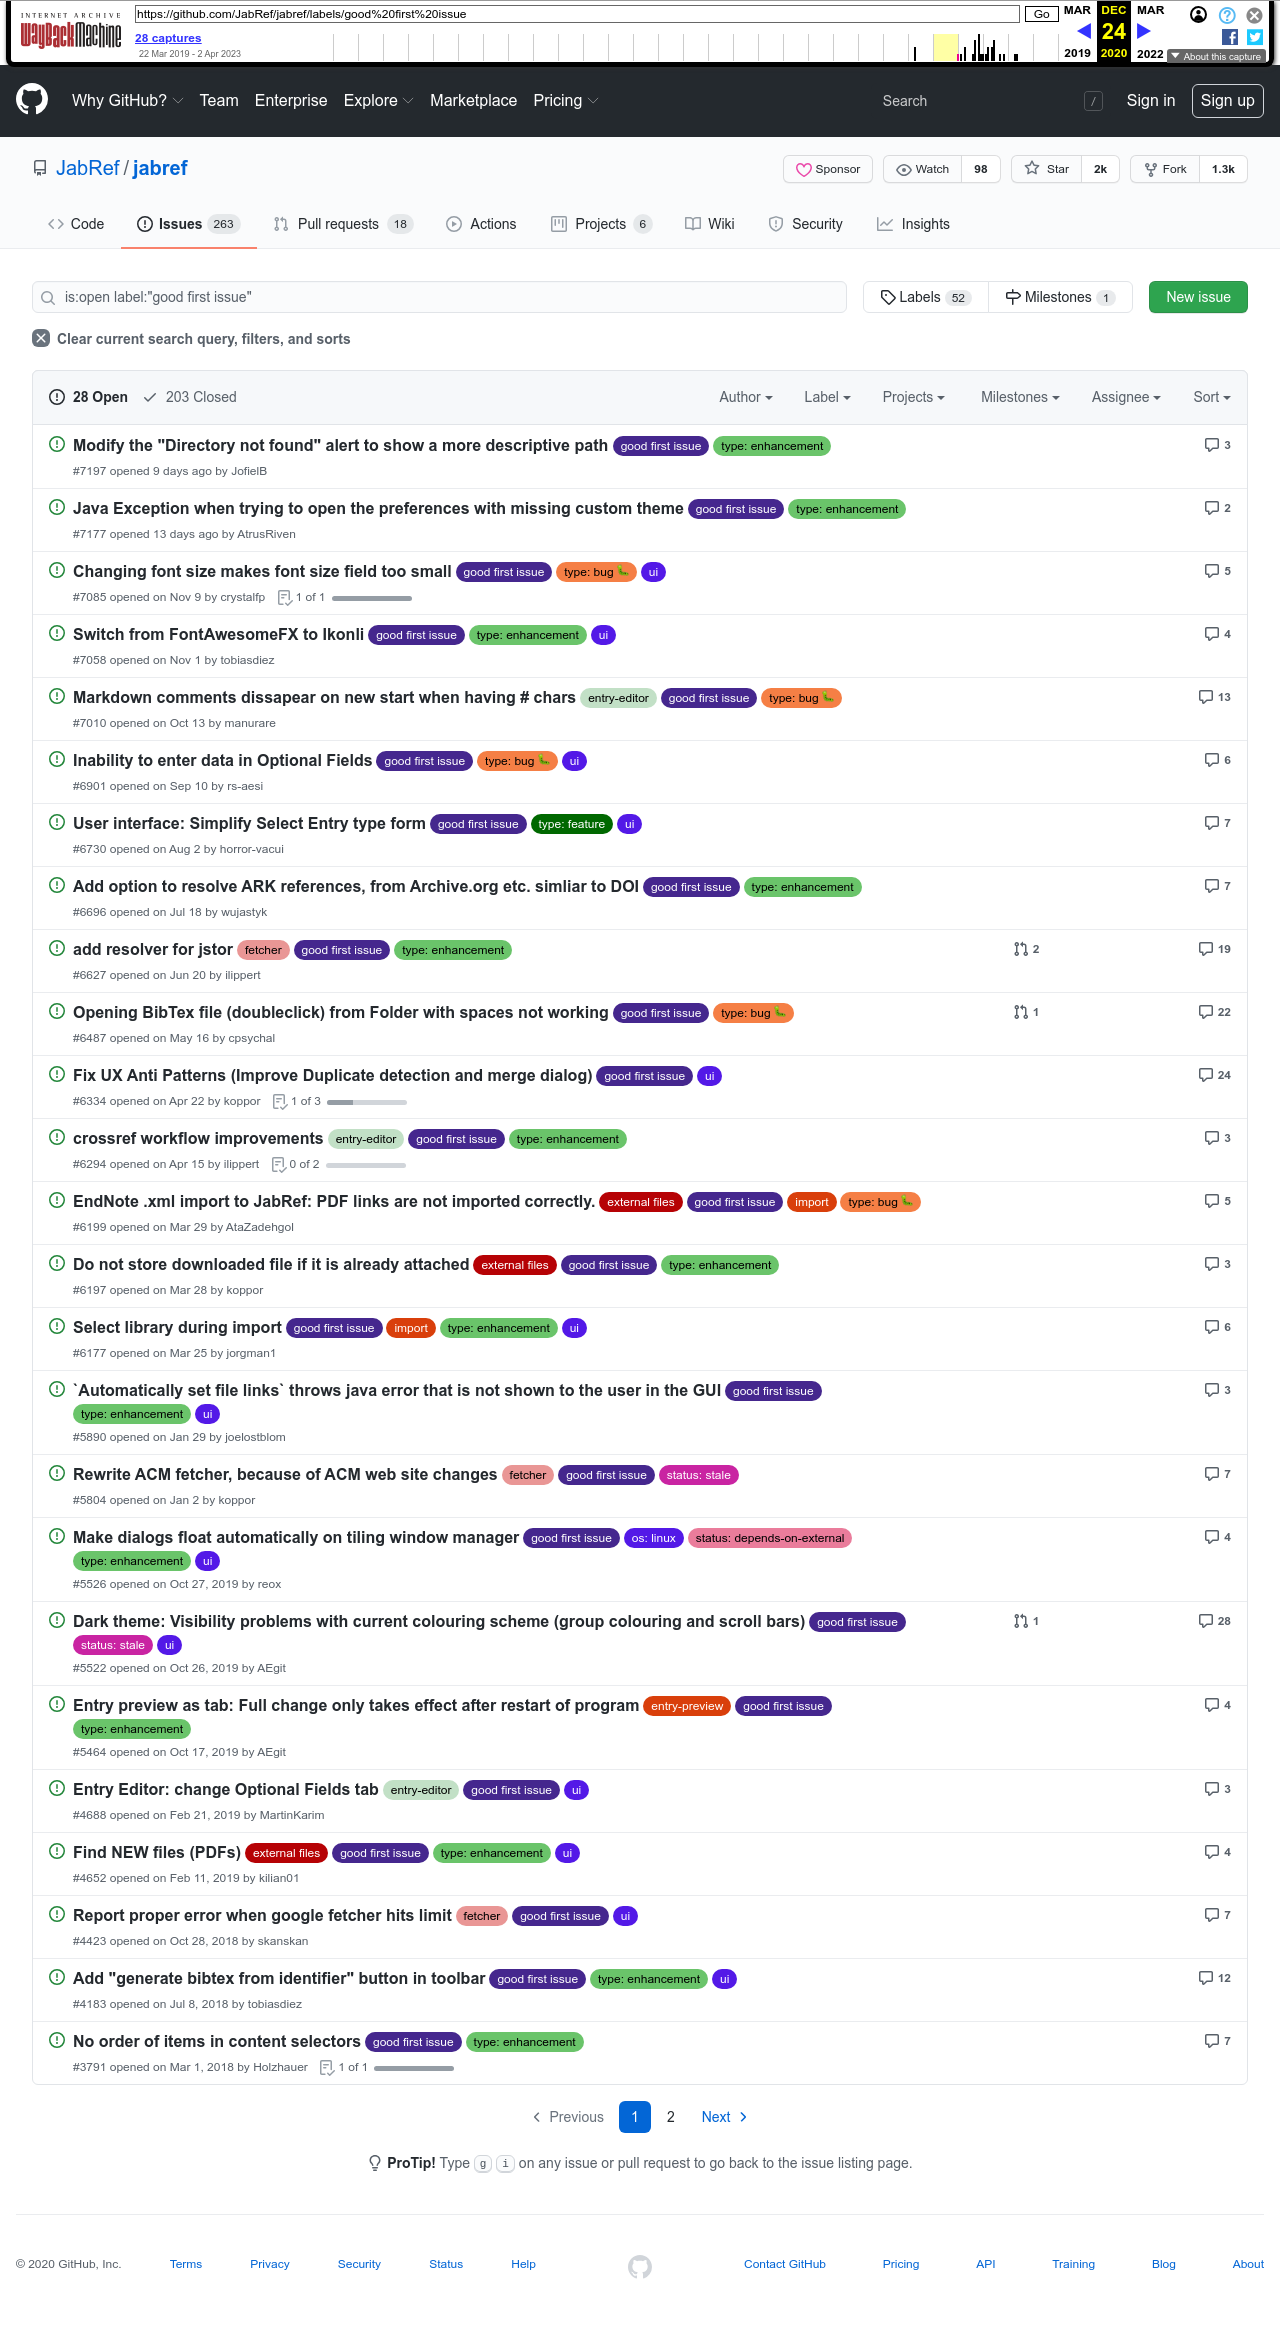 INTERNET ARCHIVE
WayBackMachine
https://github.com/JabRef/jabref/labels/good%20first%20issue
Go
MAR DEC MAR
28 captures
24
22 Mar 2019 - 2 Apr 2023
2019 2020 2022
About this capture
Why GitHub? Team Enterprise Explore Marketplace Pricing Search / Sign in Sign up
JabRef / jabref
Sponsor Watch 98 Star 2k Fork 1.3k
Code Issues 263 Pull requests 18 Actions Projects 6 Wiki Security Insights
is:open label:"good first issue" Labels 52 Milestones 1 New issue
Clear current search query, filters, and sorts
28 Open 203 Closed Author Label Projects Milestones Assignee Sort
Modify the "Directory not found" alert to show a more descriptive path good first issue type: enhancement 3
#7197 opened 9 days ago by JofielB
Java Exception when trying to open the preferences with missing custom theme good first issue type: enhancement 2
#7177 opened 13 days ago by AtrusRiven
Changing font size makes font size field too small good first issue type: bug ui 5
#7085 opened on Nov 9 by crystalfp 1 of 1
Switch from FontAwesomeFX to Ikonli good first issue type: enhancement ui 4
#7058 opened on Nov 1 by tobiasdiez
Markdown comments dissapear on new start when having # chars entry-editor good first issue type: bug 13
#7010 opened on Oct 13 by manurare
Inability to enter data in Optional Fields good first issue type: bug ui 6
#6901 opened on Sep 10 by rs-aesi
User interface: Simplify Select Entry type form good first issue type: feature ui 7
#6730 opened on Aug 2 by horror-vacui
Add option to resolve ARK references, from Archive.org etc. simliar to DOI good first issue type: enhancement 7
#6696 opened on Jul 18 by wujastyk
add resolver for jstor fetcher good first issue type: enhancement 2 19
#6627 opened on Jun 20 by ilippert
Opening BibTex file (doubleclick) from Folder with spaces not working good first issue type: bug 1 22
#6487 opened on May 16 by cpsychal
Fix UX Anti Patterns (Improve Duplicate detection and merge dialog) good first issue ui 24
#6334 opened on Apr 22 by koppor 1 of 3
crossref workflow improvements entry-editor good first issue type: enhancement 3
#6294 opened on Apr 15 by ilippert 0 of 2
EndNote .xml import to JabRef: PDF links are not imported correctly. external files good first issue import type: bug 5
#6199 opened on Mar 29 by AtaZadehgol
Do not store downloaded file if it is already attached external files good first issue type: enhancement 3
#6197 opened on Mar 28 by koppor
Select library during import good first issue import type: enhancement ui 6
#6177 opened on Mar 25 by jorgman1
`Automatically set file links` throws java error that is not shown to the user in the GUI good first issue 3
type: enhancement ui
#5890 opened on Jan 29 by joelostblom
Rewrite ACM fetcher, because of ACM web site changes fetcher good first issue status: stale 7
#5804 opened on Jan 2 by koppor
Make dialogs float automatically on tiling window manager good first issue os: linux status: depends-on-external 4
type: enhancement ui
#5526 opened on Oct 27, 2019 by reox
Dark theme: Visibility problems with current colouring scheme (group colouring and scroll bars) good first issue 1 28
status: stale ui
#5522 opened on Oct 26, 2019 by AEgit
Entry preview as tab: Full change only takes effect after restart of program entry-preview good first issue 4
type: enhancement
#5464 opened on Oct 17, 2019 by AEgit
Entry Editor: change Optional Fields tab entry-editor good first issue ui 3
#4688 opened on Feb 21, 2019 by MartinKarim
Find NEW files (PDFs) external files good first issue type: enhancement ui 4
#4652 opened on Feb 11, 2019 by kilian01
Report proper error when google fetcher hits limit fetcher good first issue ui 7
#4423 opened on Oct 28, 2018 by skanskan
Add "generate bibtex from identifier" button in toolbar good first issue type: enhancement ui 12
#4183 opened on Jul 8, 2018 by tobiasdiez
No order of items in content selectors good first issue type: enhancement 7
#3791 opened on Mar 1, 2018 by Holzhauer 1 of 1
Previous 1 2 Next
ProTip! Type g i on any issue or pull request to go back to the issue listing page.
© 2020 GitHub, Inc. Terms Privacy Security Status Help Contact GitHub Pricing API Training Blog About